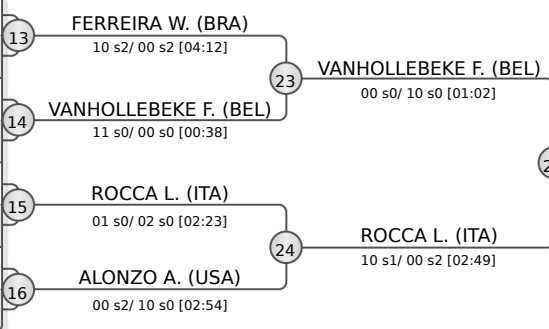 FERREIRA W. (BRA)
13
10 s2/ 00 s2 [04:12]
23
VANHOLLEBEKE F. (BEL)
00 s0/ 10 s0 [01:02]
VANHOLLEBEKE F. (BEL)
14
11 s0/ 00 s0 [00:38]
ROCCA L. (ITA)
15
01 s0/ 02 s0 [02:23]
24
ROCCA L. (ITA)
10 s1/ 00 s2 [02:49]
ALONZO A. (USA)
16
00 s2/ 10 s0 [02:54]